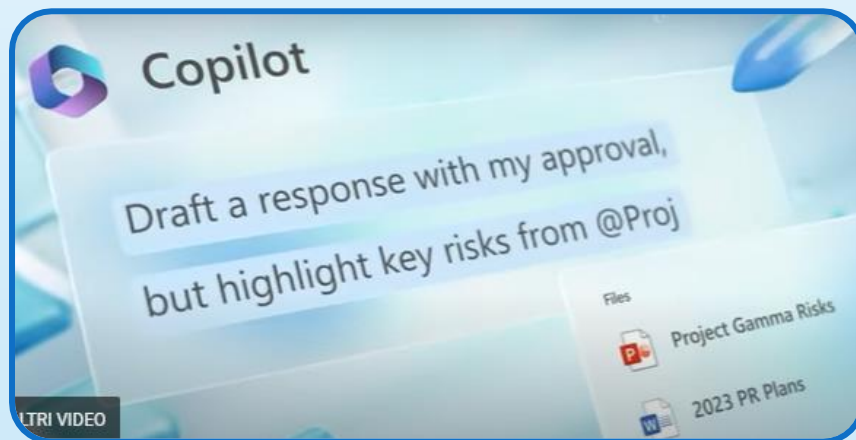 Copilot
Draft a response with my approval,
but highlight key risks from @Proj
Files
Project Gamma Risks
2023 PR Plans
LTRI VIDEO